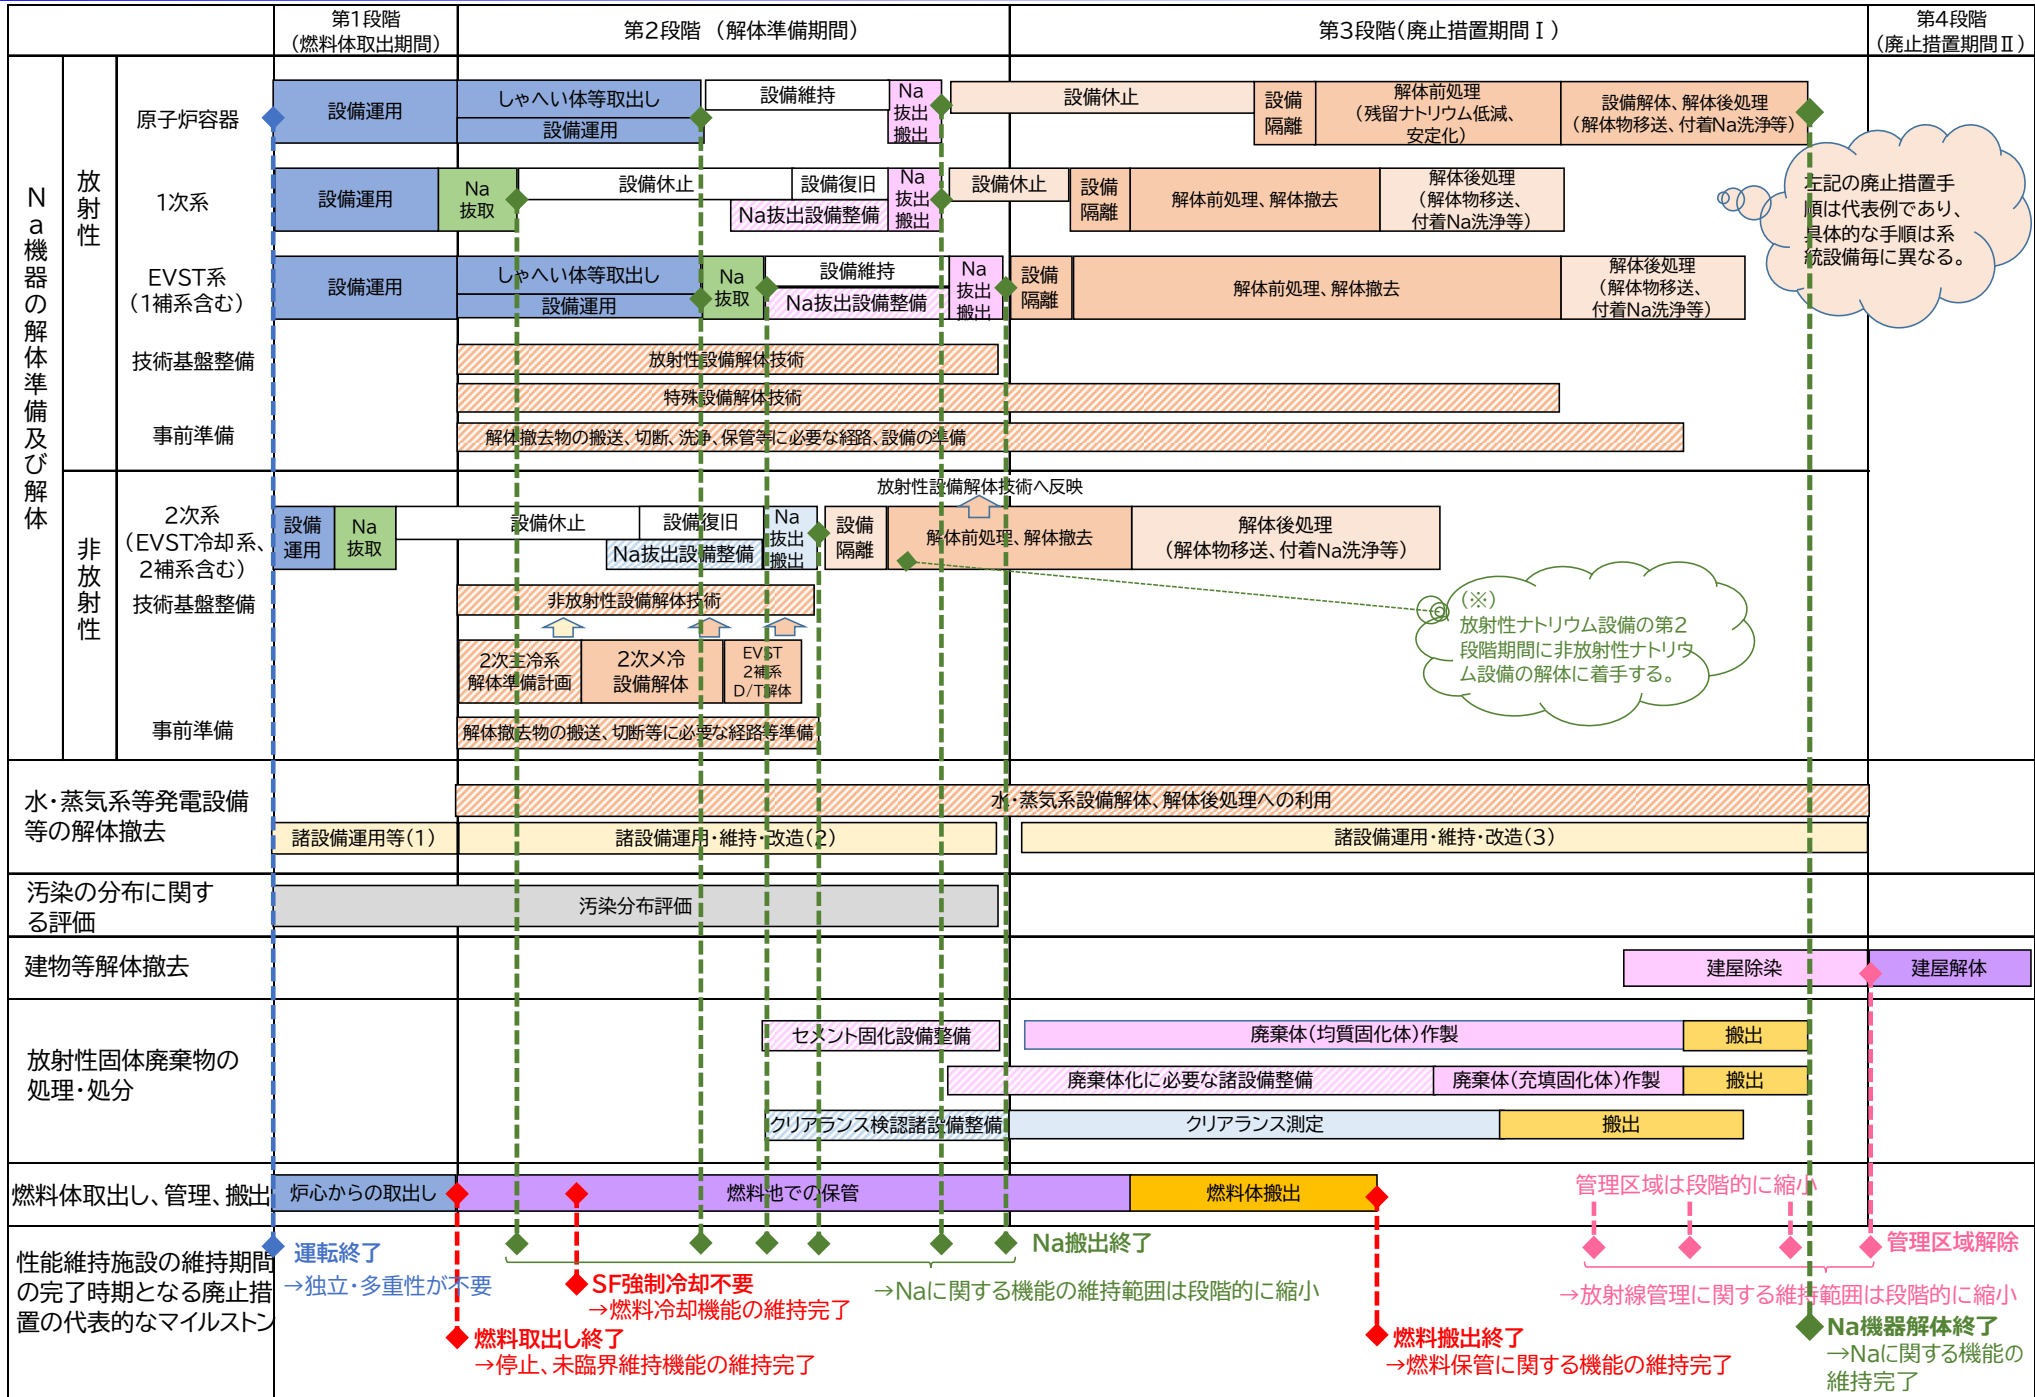 第1段階
(燃料体取出期間)
第2段階 (解体準備期間)
第3段階(廃止措置期間Ⅰ)
第4段階
(廃止措置期間Ⅱ)
Na機器の解体準備及び解体
放射性
原子炉容器
設備運用
しゃへい体等取出し
設備運用
設備維持
Na
抜出
搬出
設備休止
設備
隔離
解体前処理
(残留ナトリウム低減、
安定化)
設備解体、解体後処理
(解体物移送、付着Na洗浄等)
1次系
設備運用
Na
抜取
設備休止
設備復旧
Na抜出設備整備
Na
抜出
搬出
設備休止
設備
隔離
解体前処理、解体撤去
解体後処理
(解体物移送、
付着Na洗浄等)
左記の廃止措置手
順は代表例であり、
具体的な手順は系
統設備毎に異なる。
EVST系
(1補系含む)
設備運用
しゃへい体等取出し
設備運用
Na
抜取
設備維持
Na抜出設備整備
Na
抜出
搬出
設備
隔離
解体前処理、解体撤去
解体後処理
(解体物移送、
付着Na洗浄等)
技術基盤整備
放射性設備解体技術
特殊設備解体技術
事前準備
解体撤去物の搬送、切断、洗浄、保管等に必要な経路、設備の準備
非放射性
放射性設備解体技術へ反映
2次系
(EVST冷却系、
2補系含む)
設備
運用
Na
抜取
設備休止
設備復旧
Na抜出設備整備
Na
抜出
搬出
設備
隔離
解体前処理、解体撤去
解体後処理
(解体物移送、付着Na洗浄等)
技術基盤整備
非放射性設備解体技術
(※)
放射性ナトリウム設備の第2
段階期間に非放射性ナトリウ
ム設備の解体に着手する。
2次主冷系
解体準備計画
2次メ冷
設備解体
EVST
2補系
D/T解体
事前準備
解体撤去物の搬送、切断等に必要な経路等準備
水・蒸気系等発電設備
等の解体撤去
水・蒸気系設備解体、解体後処理への利用
諸設備運用等(1)
諸設備運用・維持・改造(2)
諸設備運用・維持・改造(3)
汚染の分布に関す
る評価
汚染分布評価
建物等解体撤去
建屋除染
建屋解体
放射性固体廃棄物の
処理・処分
セメント固化設備整備
廃棄体(均質固化体)作製
搬出
廃棄体化に必要な諸設備整備
廃棄体(充填固化体)作製
搬出
クリアランス検認諸設備整備
クリアランス測定
搬出
燃料体取出し、管理、搬出
炉心からの取出し
燃料池での保管
燃料体搬出
管理区域は段階的に縮小
性能維持施設の維持期間
の完了時期となる廃止措
置の代表的なマイルストン
運転終了
→独立・多重性が不要
SF強制冷却不要
→燃料冷却機能の維持完了
燃料取出し終了
→停止、未臨界維持機能の維持完了
Na搬出終了
→Naに関する機能の維持範囲は段階的に縮小
燃料搬出終了
→燃料保管に関する機能の維持完了
管理区域解除
→放射線管理に関する維持範囲は段階的に縮小
Na機器解体終了
→Naに関する機能の
維持完了